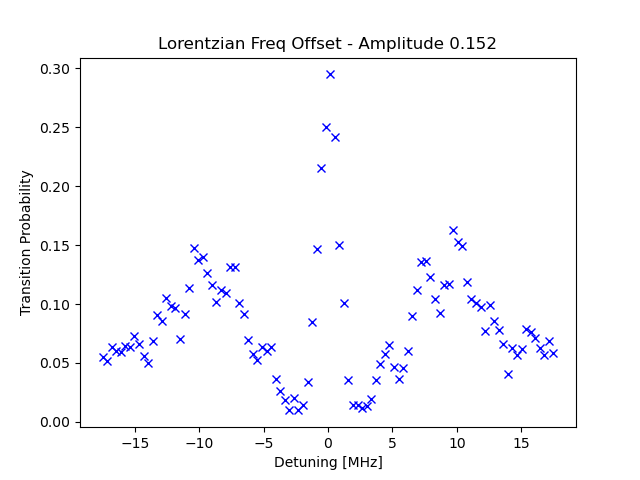 Lorentzian Freq Offset - Amplitude 0.152
0.30
0.25
0.20
0.15
0.10
0.05
0.00
Transition Probability
−15 −10 −5 0 5 10 15
Detuning [MHz]